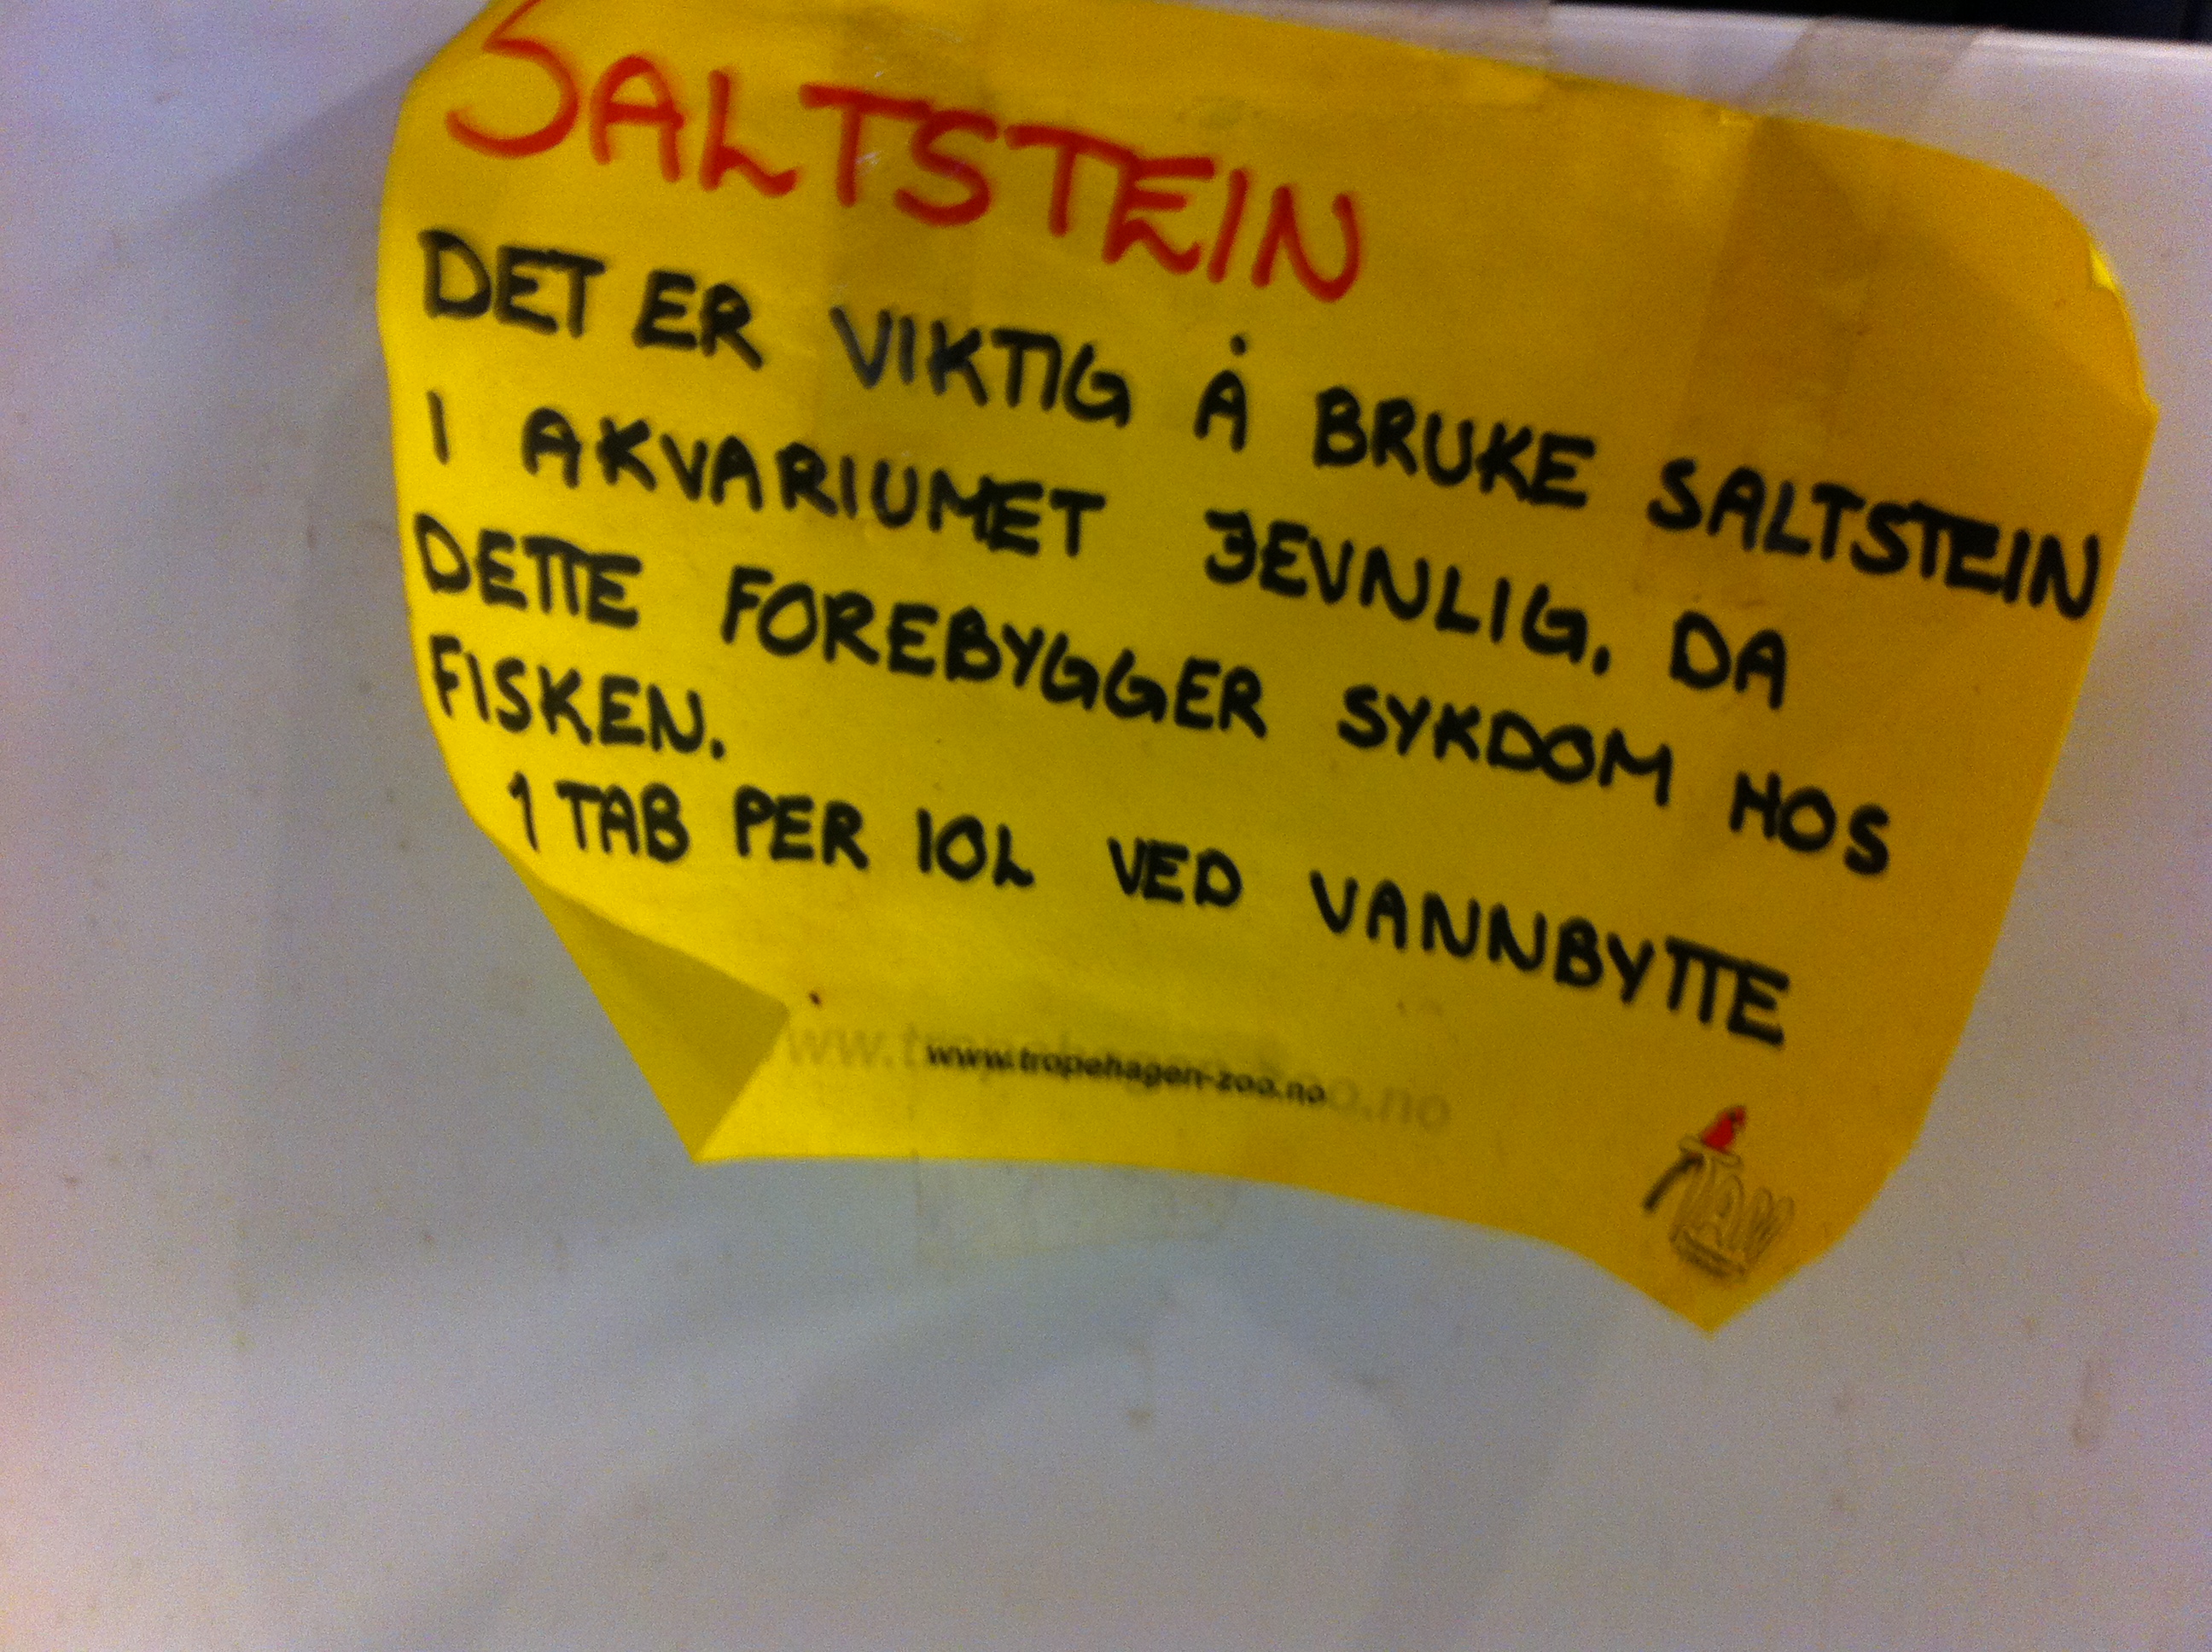 SALTSTEIN
DET ER VIKTIG Å BRUKE SALTSTEIN
I AKVARIUMET JEVNLIG, DA
DETTE FOREBYGGER SYKDOM HOS
FISKEN.
1 TAB PER 10L VED VANNBYTTE
www.tropehagen-zoo.no